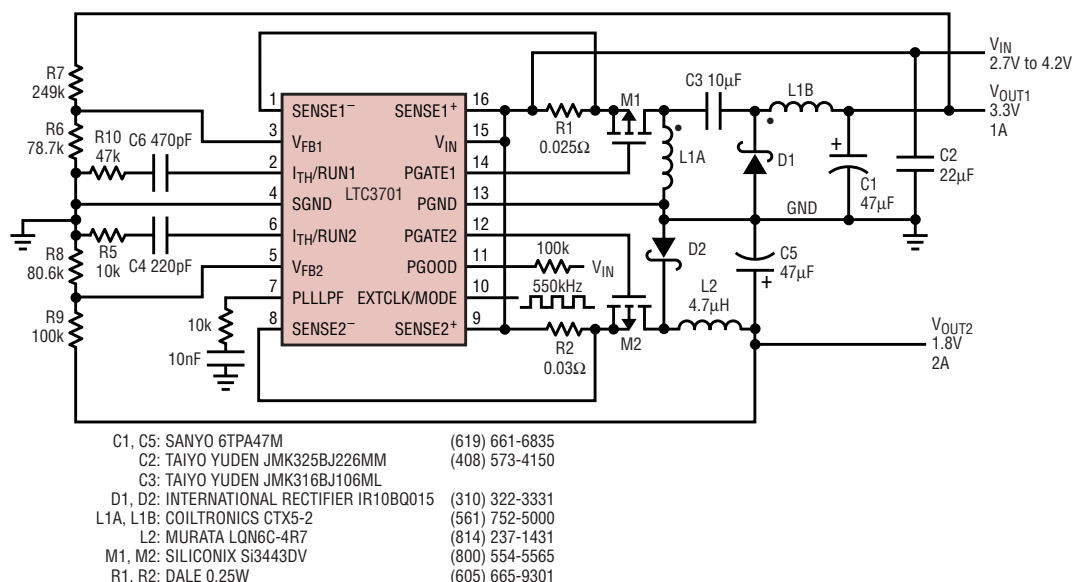 V_IN
2.7V to 4.2V
V_OUT1
3.3V
1A
R7
249k
R6
78.7k
R10
47k
C6 470pF
R5
10k
C4 220pF
R8
80.6k
R9
100k
10k
10nF
LTC3701
1 SENSE1⁻
3 V_FB1
2 I_TH/RUN1
4 SGND
6 I_TH/RUN2
5 V_FB2
7 PLLLPF
8 SENSE2⁻
SENSE1⁺ 16
V_IN 15
PGATE1 14
PGND 13
PGATE2 12
PGOOD 11
EXTCLK/MODE 10
SENSE2⁺ 9
R1
0.025Ω
M1
C3 10µF
L1A
L1B
D1
C1
47µF
+
C2
22µF
GND
D2
C5
47µF
+
100k
V_IN
550kHz
L2
4.7µH
R2
0.03Ω
M2
V_OUT2
1.8V
2A
C1, C5: SANYO 6TPA47M (619) 661-6835
C2: TAIYO YUDEN JMK325BJ226MM (408) 573-4150
C3: TAIYO YUDEN JMK316BJ106ML
D1, D2: INTERNATIONAL RECTIFIER IR10BQ015 (310) 322-3331
L1A, L1B: COILTRONICS CTX5-2 (561) 752-5000
L2: MURATA LQN6C-4R7 (814) 237-1431
M1, M2: SILICONIX Si3443DV (800) 554-5565
R1, R2: DALE 0.25W (605) 665-9301